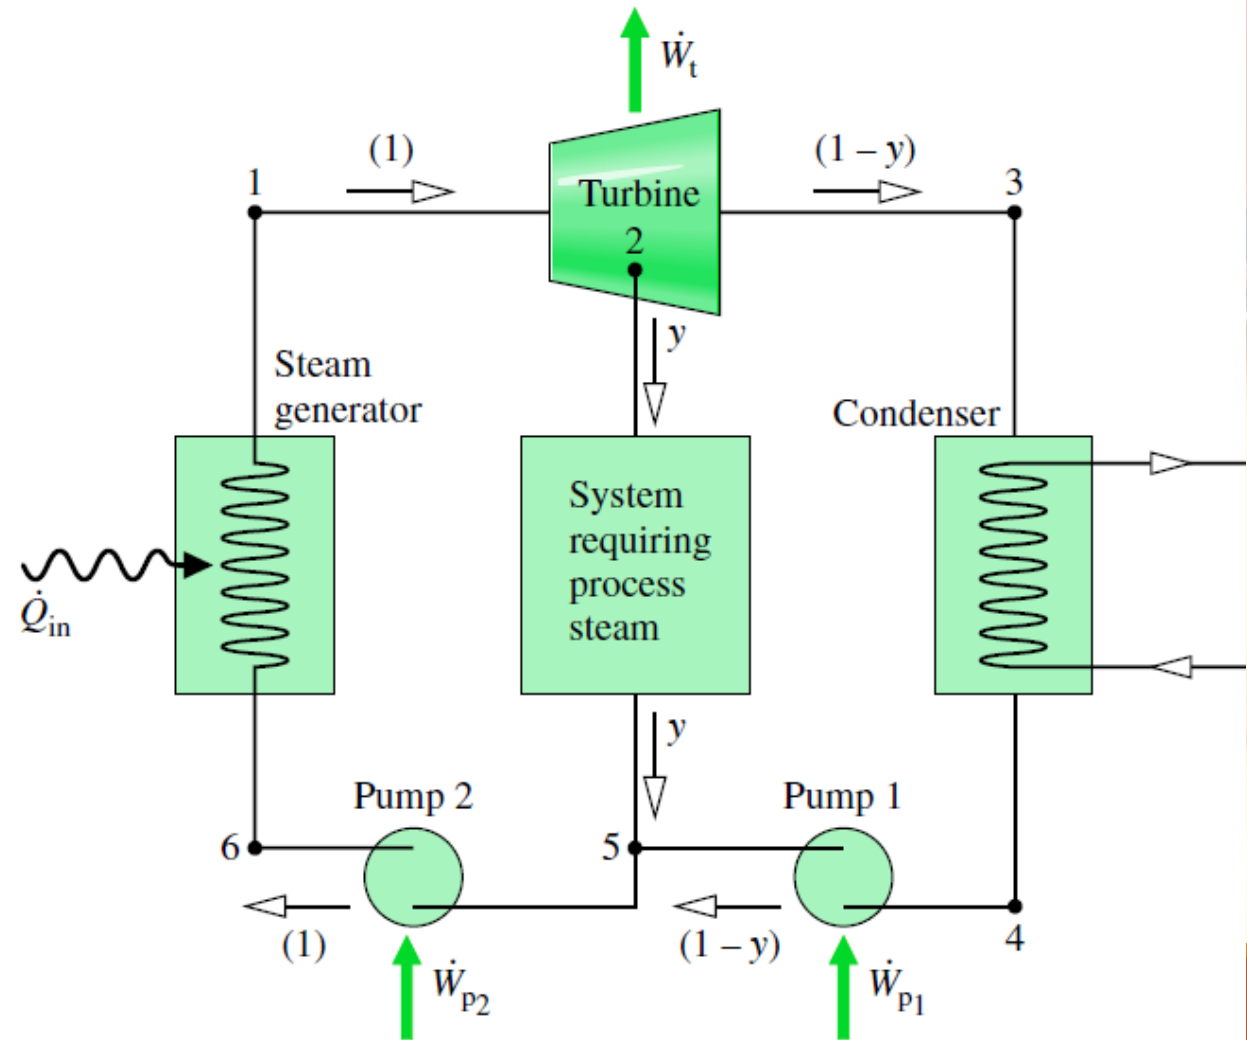 Ẇt
(1)
(1 – y)
1
3
Turbine
2
y
Steam
generator
Condenser
System
requiring
process
steam
Q̇in
y
Pump 2
Pump 1
6
5
(1)
(1 – y)
4
Ẇp2
Ẇp1